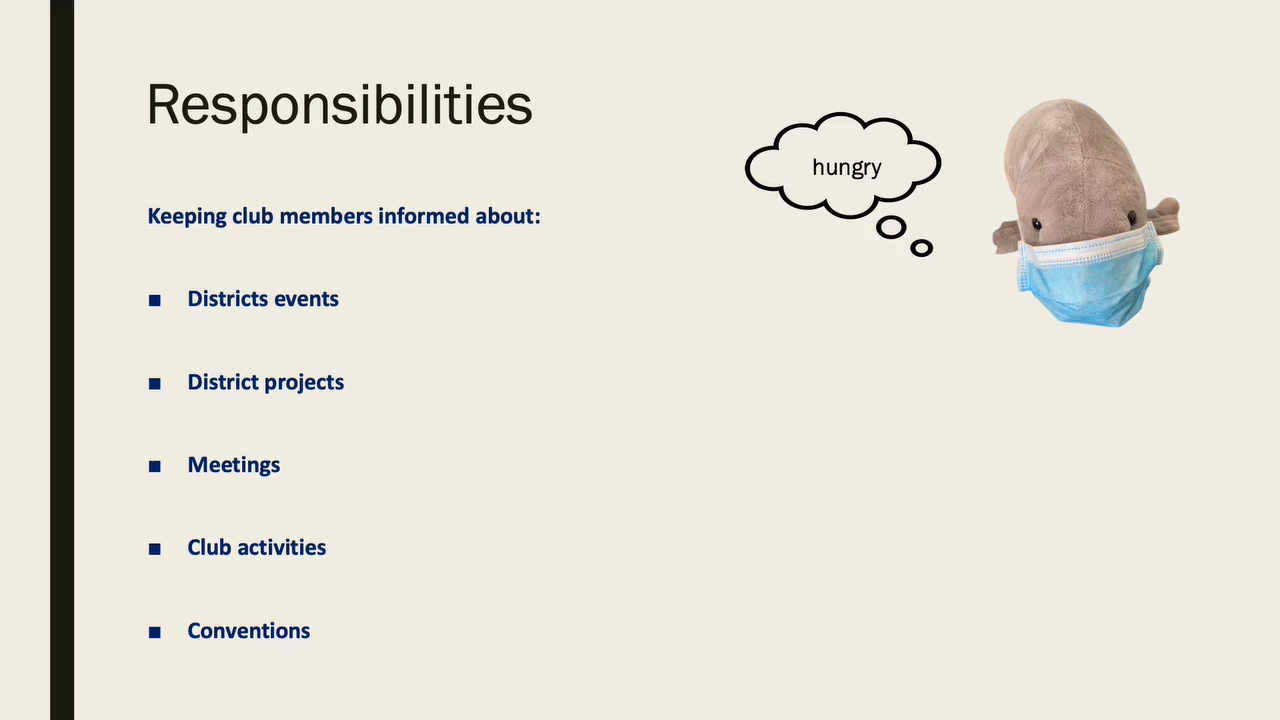 Responsibilities
hungry
Keeping club members informed about:
■ Districts events
■ District projects
■ Meetings
■ Club activities
■ Conventions